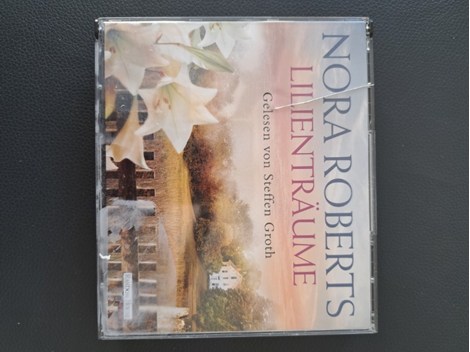 NORA ROBERTS
LILIENTRÄUME
Gelesen von Steffen Groth